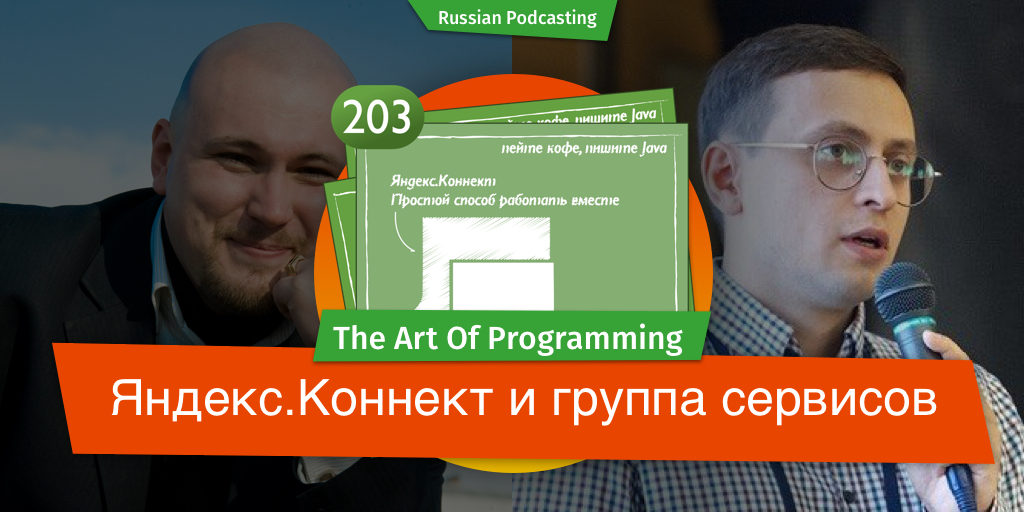 Russian Podcasting
203
кофе, пишите Java
пейте кофе, пишите Java
Яндекс.Коннект
Простой способ работать вместе
The Art Of Programming
Яндекс.Коннект и группа сервисов